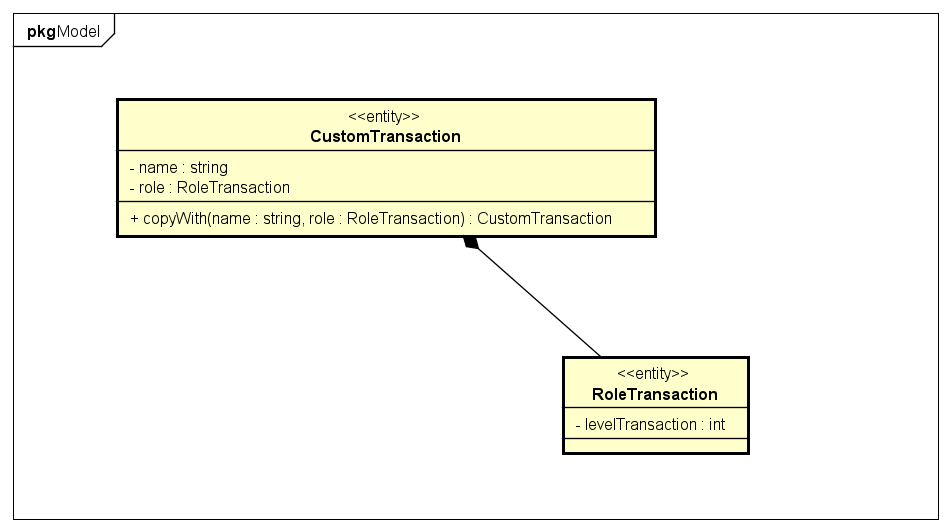 pkgModel
<<entity>>
CustomTransaction
- name : string
- role : RoleTransaction
+ copyWith(name : string, role : RoleTransaction) : CustomTransaction
<<entity>>
RoleTransaction
- levelTransaction : int